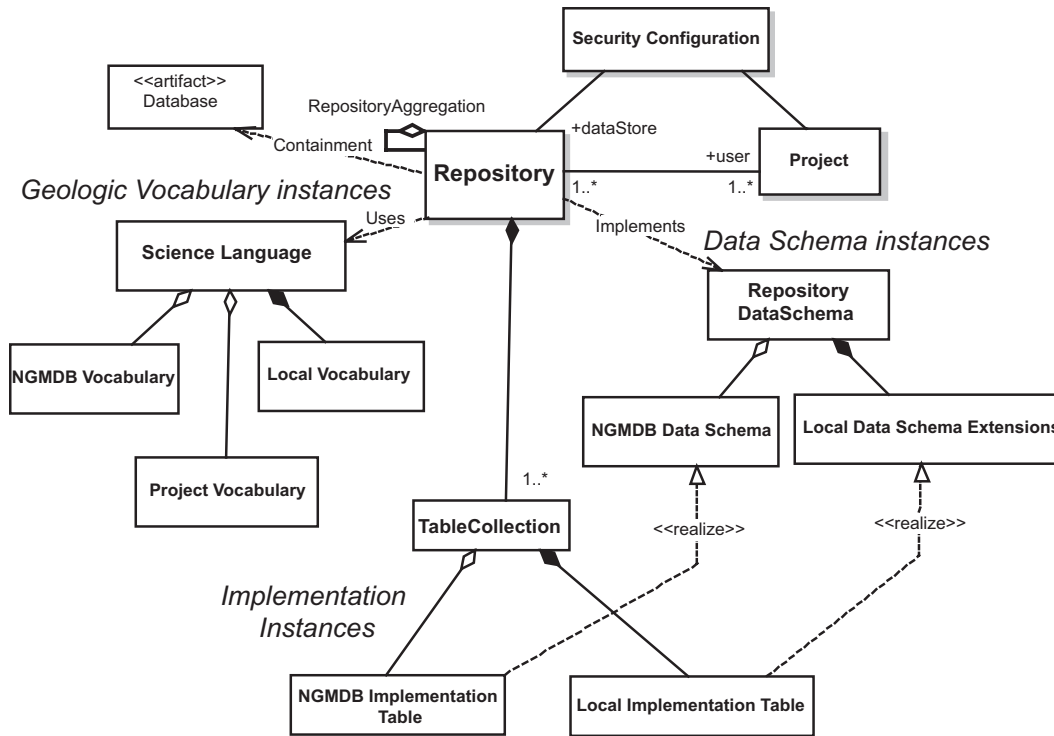 Security Configuration
<<artifact>>
Database
RepositoryAggregation
+dataStore
Containment
Repository
+user
Project
1..*
1..*
Geologic Vocabulary instances
Uses
Implements
Data Schema instances
Science Language
Repository
DataSchema
NGMDB Vocabulary
Local Vocabulary
NGMDB Data Schema
Local Data Schema Extensions
Project Vocabulary
1..*
TableCollection
<<realize>>
<<realize>>
Implementation
Instances
NGMDB Implementation
Table
Local Implementation Table